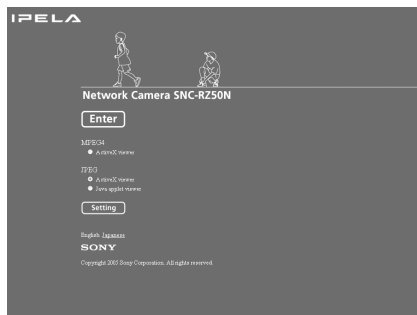 IPELA
Network Camera SNC-RZ50N
Enter
MPEG4
ActiveX viewer
JPEG
ActiveX viewer
Java applet viewer
Setting
English Japanese
SONY
Copyright 2005 Sony Corporation. All rights reserved.